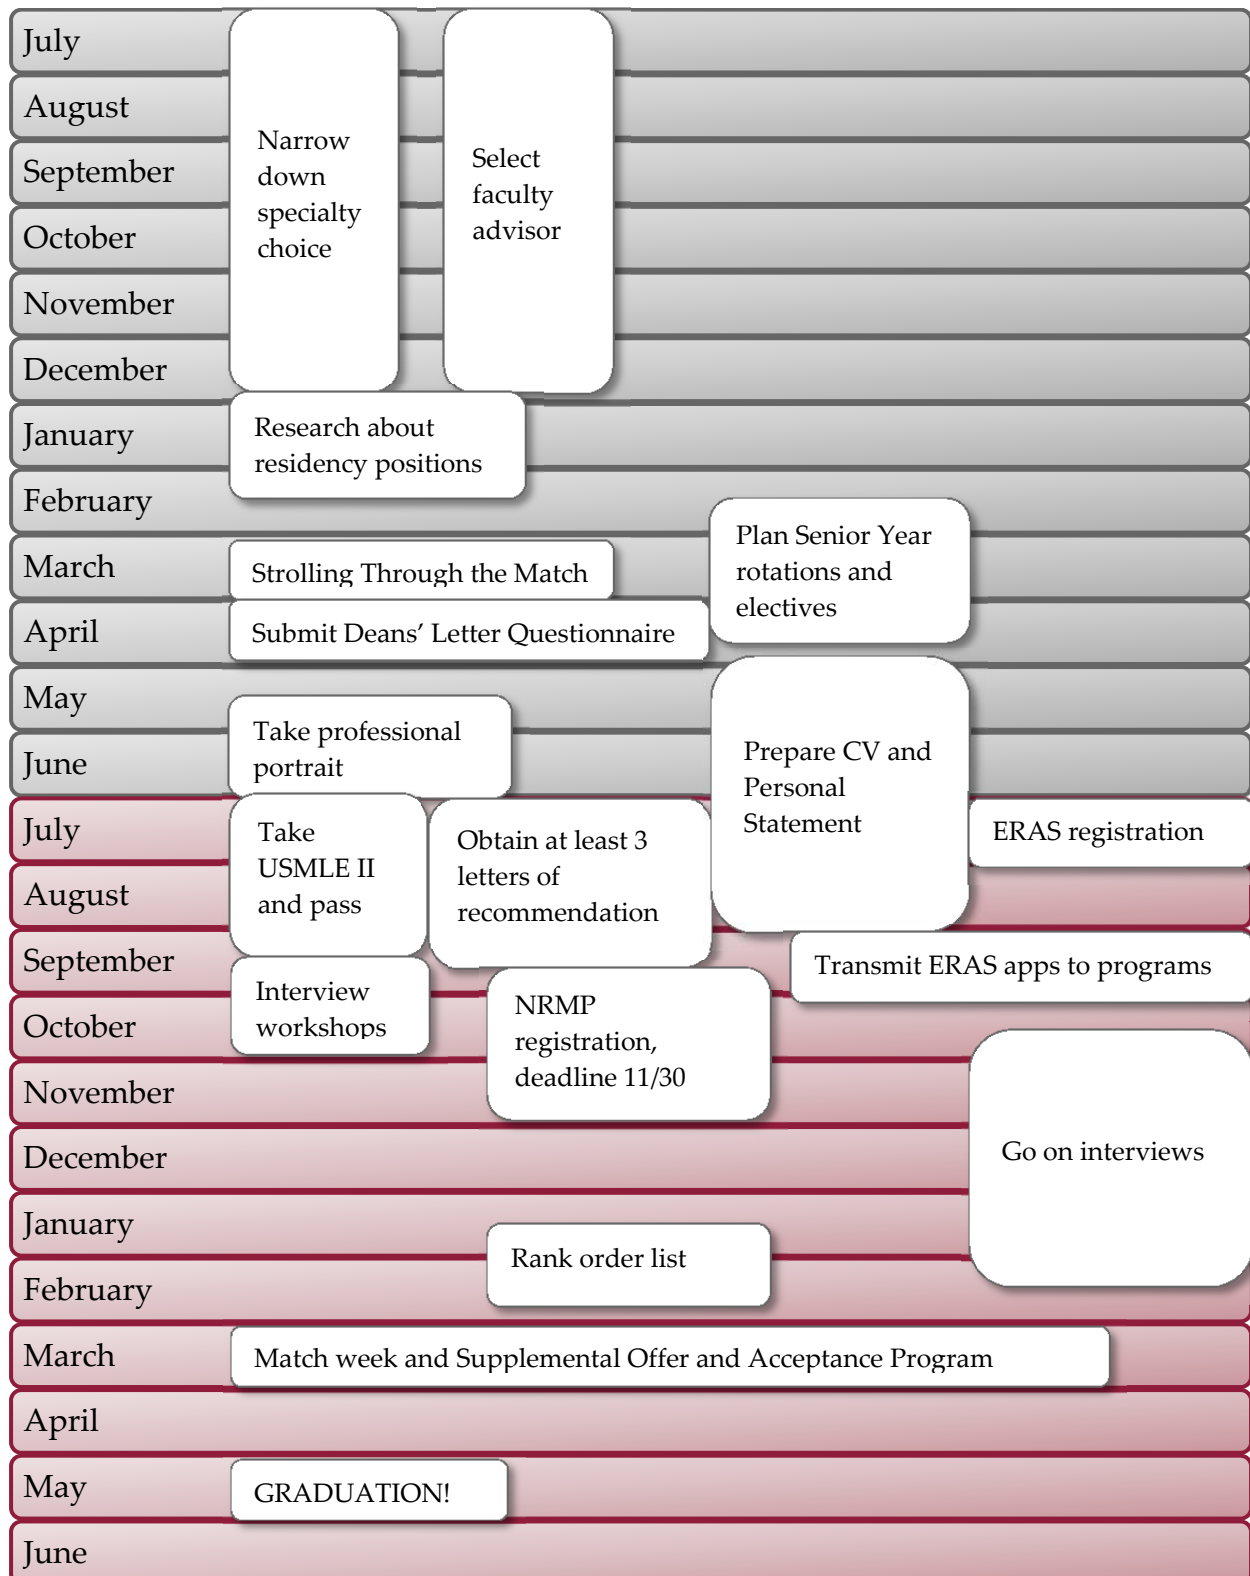 July
August
September
October
November
December
January
February
March
April
May
June
July
August
September
October
November
December
January
February
March
April
May
June
Narrow
down
specialty
choice
Select
faculty
advisor
Research about
residency positions
Plan Senior Year
rotations and
electives
Strolling Through the Match
Submit Deans’ Letter Questionnaire
Take professional
portrait
Prepare CV and
Personal
Statement
Take
USMLE II
and pass
Obtain at least 3
letters of
recommendation
ERAS registration
Transmit ERAS apps to programs
Interview
workshops
NRMP
registration,
deadline 11/30
Go on interviews
Rank order list
Match week and Supplemental Offer and Acceptance Program
GRADUATION!